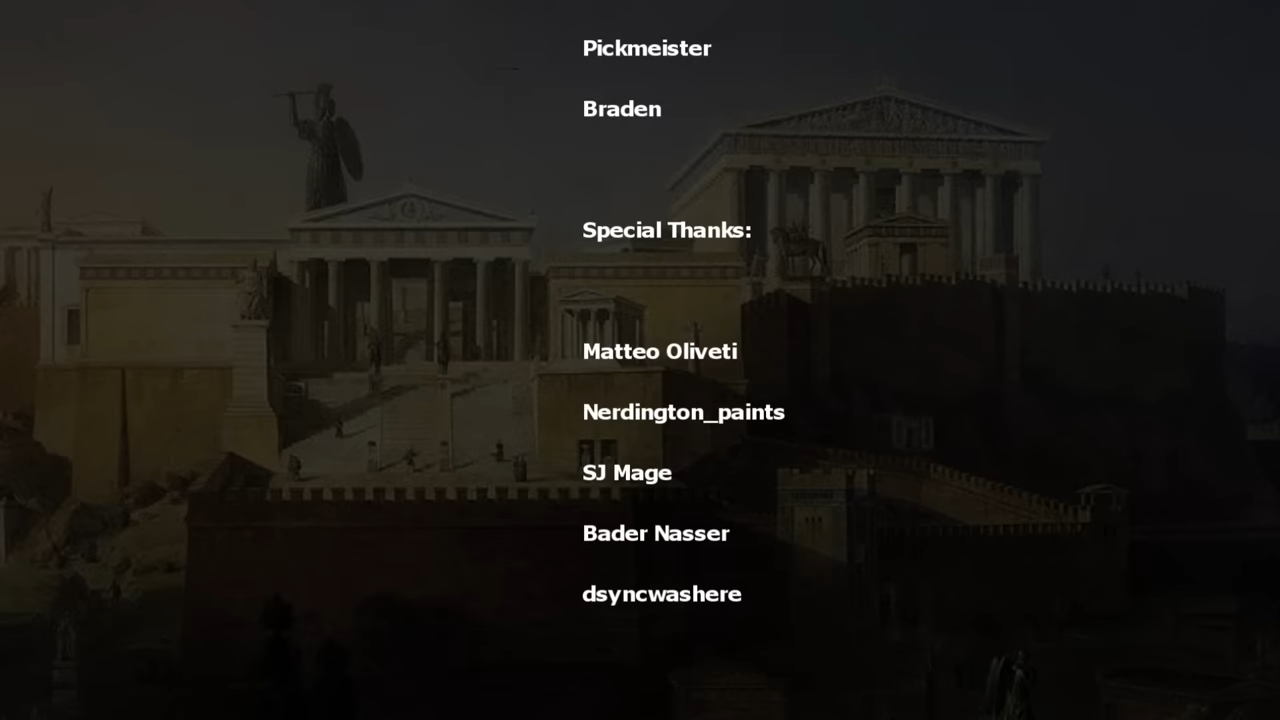 Pickmeister
Braden
Special Thanks:
Matteo Oliveti
Nerdington_paints
SJ Mage
Bader Nasser
dsyncwashere